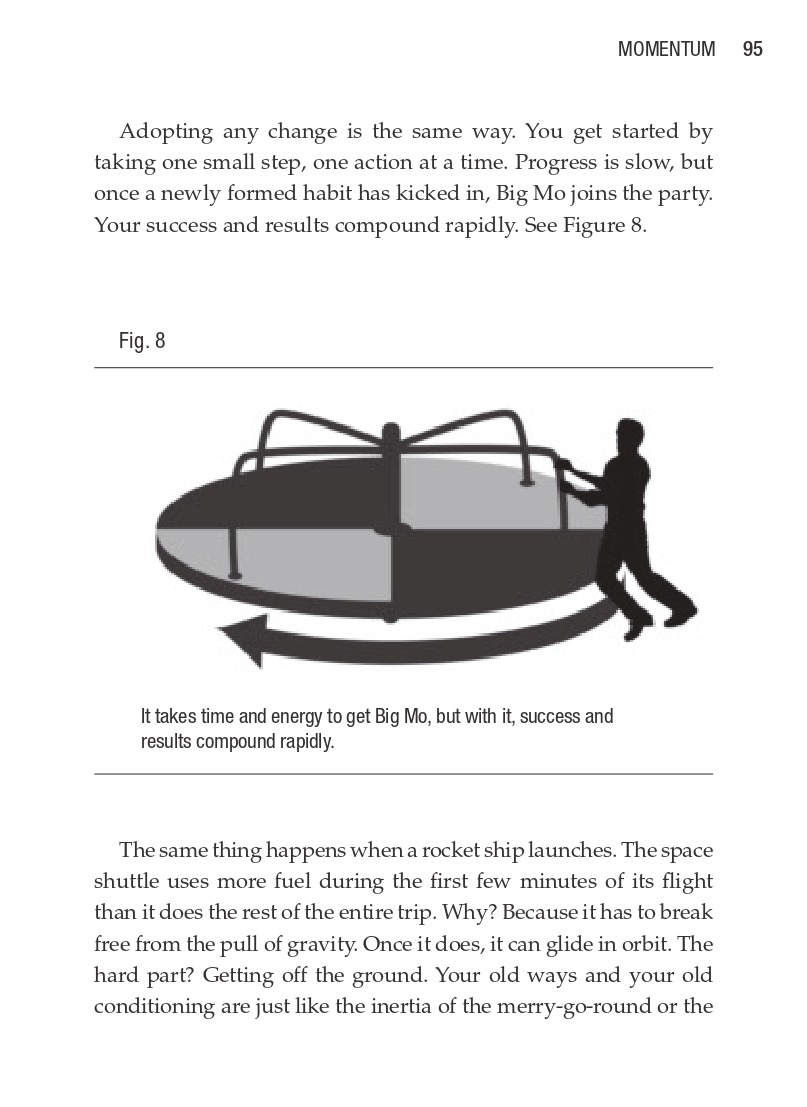 MOMENTUM 95
Adopting any change is the same way. You get started by
taking one small step, one action at a time. Progress is slow, but
once a newly formed habit has kicked in, Big Mo joins the party.
Your success and results compound rapidly. See Figure 8.
Fig. 8
It takes time and energy to get Big Mo, but with it, success and
results compound rapidly.
The same thing happens when a rocket ship launches. The space
shuttle uses more fuel during the first few minutes of its flight
than it does the rest of the entire trip. Why? Because it has to break
free from the pull of gravity. Once it does, it can glide in orbit. The
hard part? Getting off the ground. Your old ways and your old
conditioning are just like the inertia of the merry-go-round or the